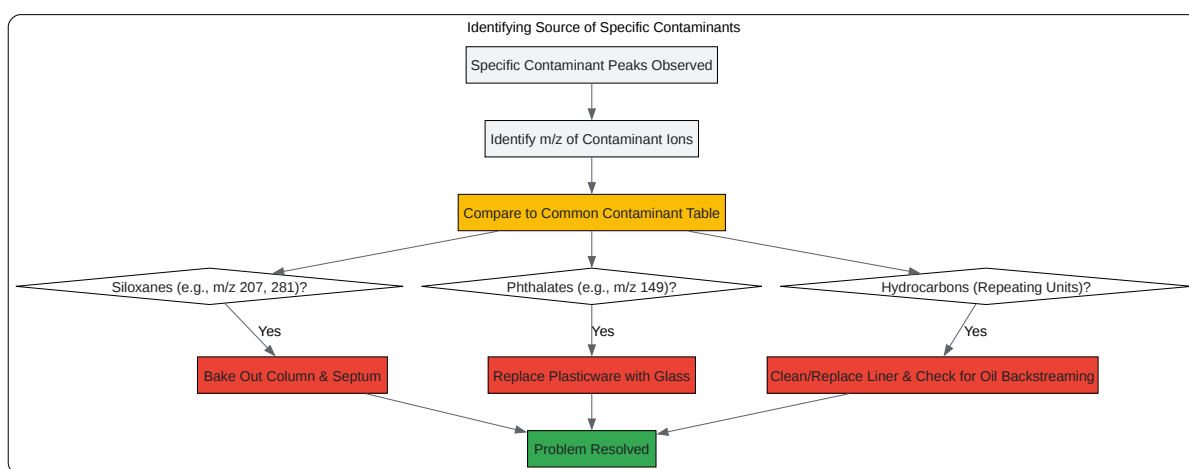 Identifying Source of Specific Contaminants
Specific Contaminant Peaks Observed
Identify m/z of Contaminant Ions
Compare to Common Contaminant Table
Siloxanes (e.g., m/z 207, 281)?
Phthalates (e.g., m/z 149)?
Hydrocarbons (Repeating Units)?
Yes
Yes
Yes
Bake Out Column & Septum
Replace Plasticware with Glass
Clean/Replace Liner & Check for Oil Backstreaming
Problem Resolved